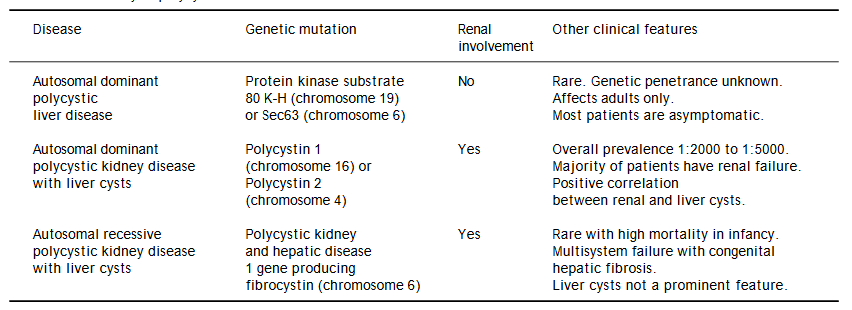 Disease
Genetic mutation
Renal
involvement
Other clinical features
Autosomal dominant
polycystic
liver disease
Protein kinase substrate
80 K-H (chromosome 19)
or Sec63 (chromosome 6)
No
Rare. Genetic penetrance unknown.
Affects adults only.
Most patients are asymptomatic.
Autosomal dominant
polycystic kidney disease
with liver cysts
Polycystin 1
(chromosome 16) or
Polycystin 2
(chromosome 4)
Yes
Overall prevalence 1:2000 to 1:5000.
Majority of patients have renal failure.
Positive correlation
between renal and liver cysts.
Autosomal recessive
polycystic kidney disease
with liver cysts
Polycystic kidney
and hepatic disease
1 gene producing
fibrocystin (chromosome 6)
Yes
Rare with high mortality in infancy.
Multisystem failure with congenital
hepatic fibrosis.
Liver cysts not a prominent feature.